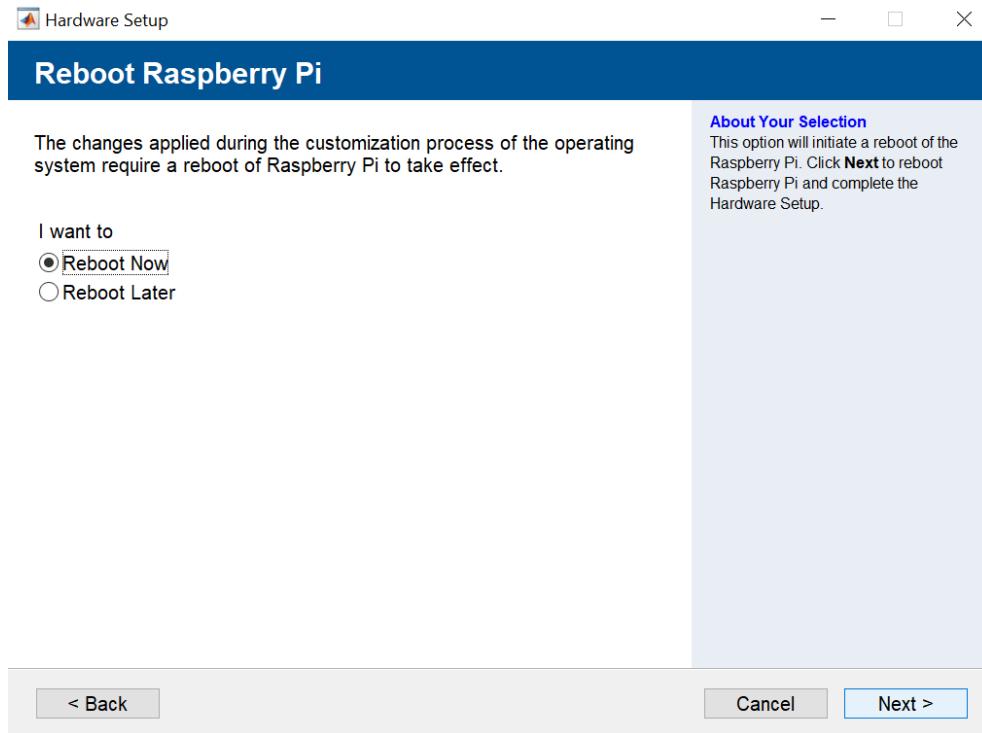 Hardware Setup
Reboot Raspberry Pi
The changes applied during the customization process of the operating
system require a reboot of Raspberry Pi to take effect.
I want to
Reboot Now
Reboot Later
About Your Selection
This option will initiate a reboot of the
Raspberry Pi. Click Next to reboot
Raspberry Pi and complete the
Hardware Setup.
< Back
Cancel
Next >